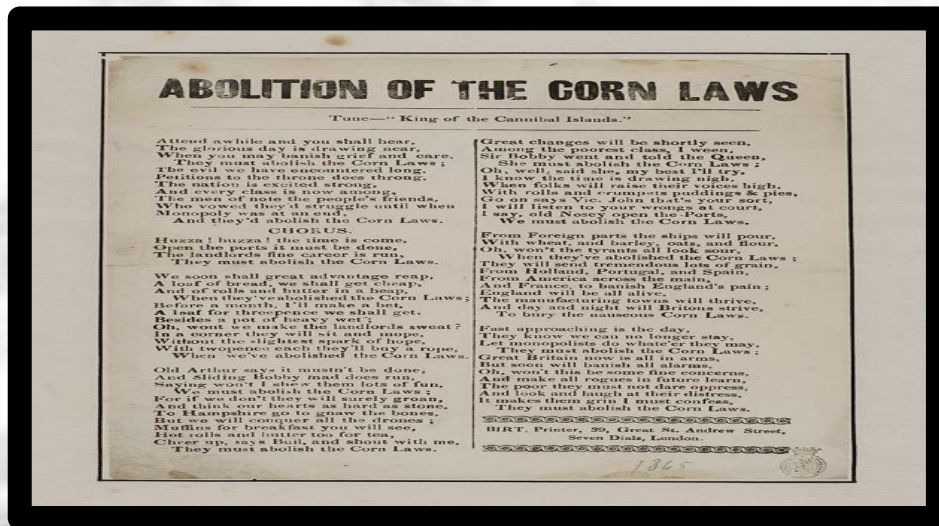 ABOLITION OF THE CORN LAWS
Tune—"King of the Cannibal Islands."
Attend awhile and you shall hear,
The glorious day is drawing near,
When you may banish grief and care,
They must abolish the Corn Laws;
The evil we have encountered long,
Petitions to the throne does throng,
The nation is excited strong,
And every class is now among,
The men of note the people's friends,
Who vowed they'd struggle until when
Monopoly was at an end,
And they'd abolish the Corn Laws.
CHORUS.
Huzza! huzza! the time is come,
Open the ports it must be done,
The landlords fine career is run,
They must abolish the Corn Laws.
We soon shall great advantage reap,
A loaf of bread, we shall get cheap,
And of rolls and butter in a heap,
When they've abolished the Corn Laws;
Before a month, I'll make a bet,
A loaf for threepence we shall get,
Besides a pot of heavy wet;
Oh, wont we make the landlords sweat?
In a corner they will sit and mope,
Without the slightest spark of hope,
With twopence each they'll buy a rope,
When we've abolished the Corn Laws.
Old Arthur says it mustn't be done,
And Sliding Bobby mad does run,
Saying won't I stew them lots of fun,
We must abolish the Corn Laws;
For if we don't they will surely groan,
And think our hearts as hard as stone,
To Hampshire go to gnaw the bones,
But we will conquer all the drones;
Muffins for breakfast you will see,
Hot rolls and butter too for tea,
Cheer up, says Bull, and shout with me,
They must abolish the Corn Laws.
Great changes will be shortly seen,
Among the poorest class, I ween,
Sir Bobby went and told the Queen,
She must abolish the Corn Laws;
Oh, well, said she, my best I'll try,
I know the time is drawing nigh,
When folks will raise their voices high,
With rolls and crumpets puddings & pies,
Go on says Vic. John that's your sort,
I will listen to your wrongs at court,
I say, old Nosey open the Ports,
We must abolish the Corn Laws.
From Foreign parts the ships will pour,
With wheat, and barley, oats, and flour,
Oh, won't the tyrants all look sour,
When they've abolished the Corn Laws;
They will send tremendous lots of grain,
From Holland, Portugal, and Spain,
From America across the main,
And France, to banish England's pain;
England will be all alive,
The manufacturing towns will thrive,
And day and night will Britons strive,
To bury the nauseous Corn Laws.
Fast approaching is the day,
They know we can no longer stay,
Let monopolists do whate'er they may,
They must abolish the Corn Laws;
Great Britain now is all in arms,
But soon will banish all alarms,
Oh, won't this be some fine concerns,
And make all rogues in future learn,
The poor they must not dare oppress,
And look and laugh at their distress,
It makes them grin I must confess,
They must abolish the Corn Laws.
BIRT, Printer, 39, Great St. Andrew Street,
Seven Dials, London.